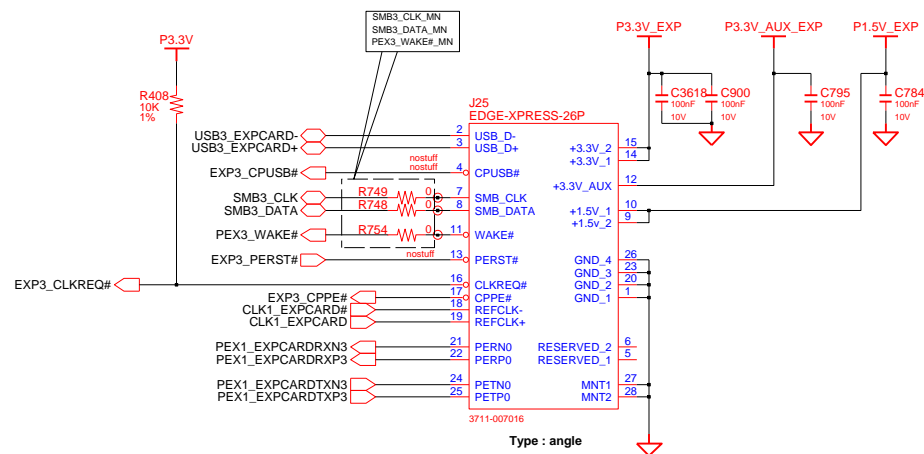 SMB3_CLK_MN
SMB3_DATA_MN
PEX3_WAKE#_MN
P3.3V
P3.3V_EXP
P3.3V_AUX_EXP
P1.5V_EXP
R408
10K
1%
C3618
100nF
10V
C900
100nF
10V
C795
100nF
10V
C784
100nF
10V
J25
EDGE-XPRESS-26P
USB3_EXPCARD- 2 USB_D-
USB3_EXPCARD+ 3 USB_D+
+3.3V_2 15
+3.3V_1 14
nostuff
nostuff
EXP3_CPUSB# 4 CPUSB#
+3.3V_AUX 12
SMB3_CLK R749 0 7 SMB_CLK
SMB3_DATA R748 0 8 SMB_DATA
+1.5V_1 10
+1.5v_2 9
PEX3_WAKE# R754 0 11 WAKE#
nostuff
EXP3_PERST# 13 PERST#
GND_4 26
GND_3 23
GND_2 20
GND_1 1
EXP3_CLKREQ# 16 CLKREQ#
EXP3_CPPE# 17 CPPE#
CLK1_EXPCARD# 18 REFCLK-
CLK1_EXPCARD 19 REFCLK+
PEX1_EXPCARDRXN3 21 PERN0
PEX1_EXPCARDRXP3 22 PERP0
RESERVED_2 6
RESERVED_1 5
PEX1_EXPCARDTXN3 24 PETN0
PEX1_EXPCARDTXP3 25 PETP0
MNT1 27
MNT2 28
3711-007016
Type : angle